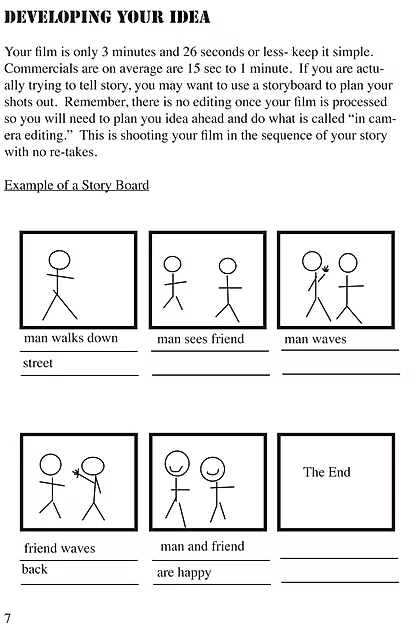 DEVELOPING YOUR IDEA
Your film is only 3 minutes and 26 seconds or less- keep it simple.
Commercials are on average are 15 sec to 1 minute.  If you are actu-
ally trying to tell story, you may want to use a storyboard to plan your
shots out.  Remember, there is no editing once your film is processed
so you will need to plan you idea ahead and do what is called “in cam-
era editing.”  This is shooting your film in the sequence of your story
with no re-takes.
Example of a Story Board
man walks down
street
man sees friend
man waves
The End
friend waves
back
man and friend
are happy
7